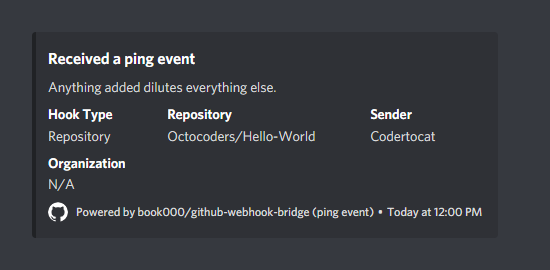 Received a ping event
Anything added dilutes everything else.
Hook Type Repository Sender
Repository Octocoders/Hello-World Codertocat
Organization
N/A
Powered by book000/github-webhook-bridge (ping event) • Today at 12:00 PM